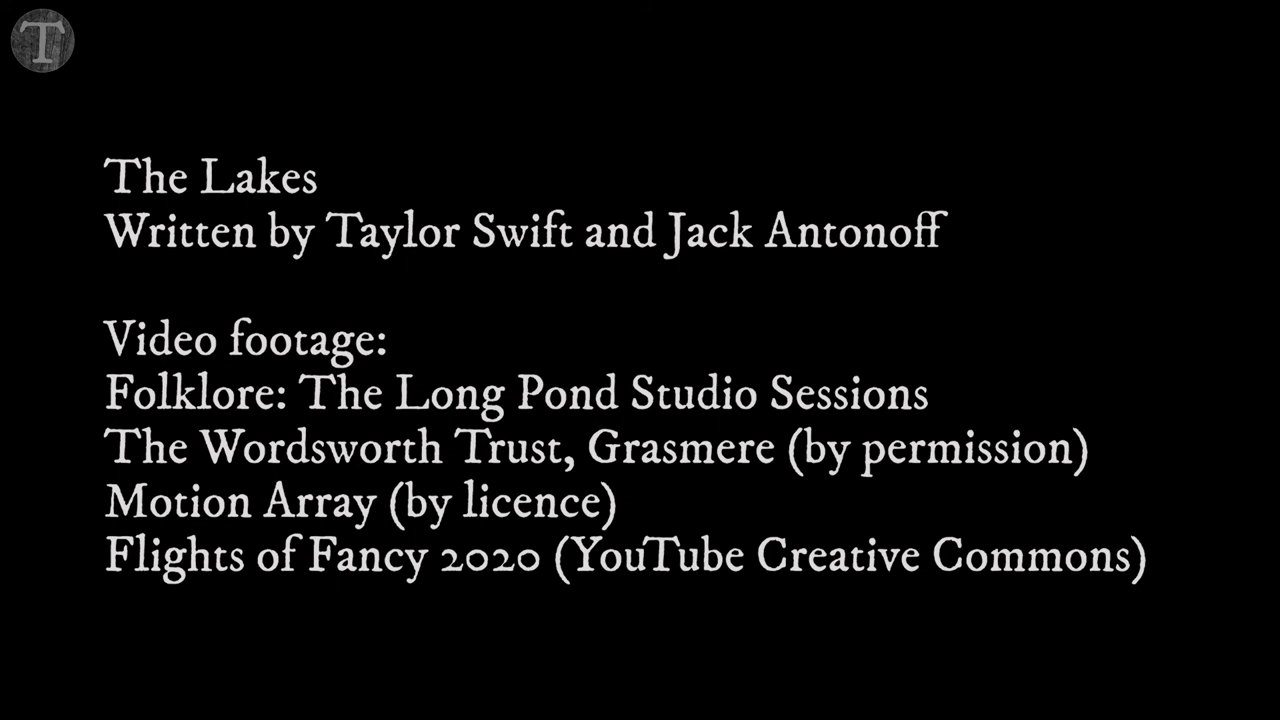 T
The Lakes
Written by Taylor Swift and Jack Antonoff
Video footage:
Folklore: The Long Pond Studio Sessions
The Wordsworth Trust, Grasmere (by permission)
Motion Array (by licence)
Flights of Fancy 2020 (YouTube Creative Commons)